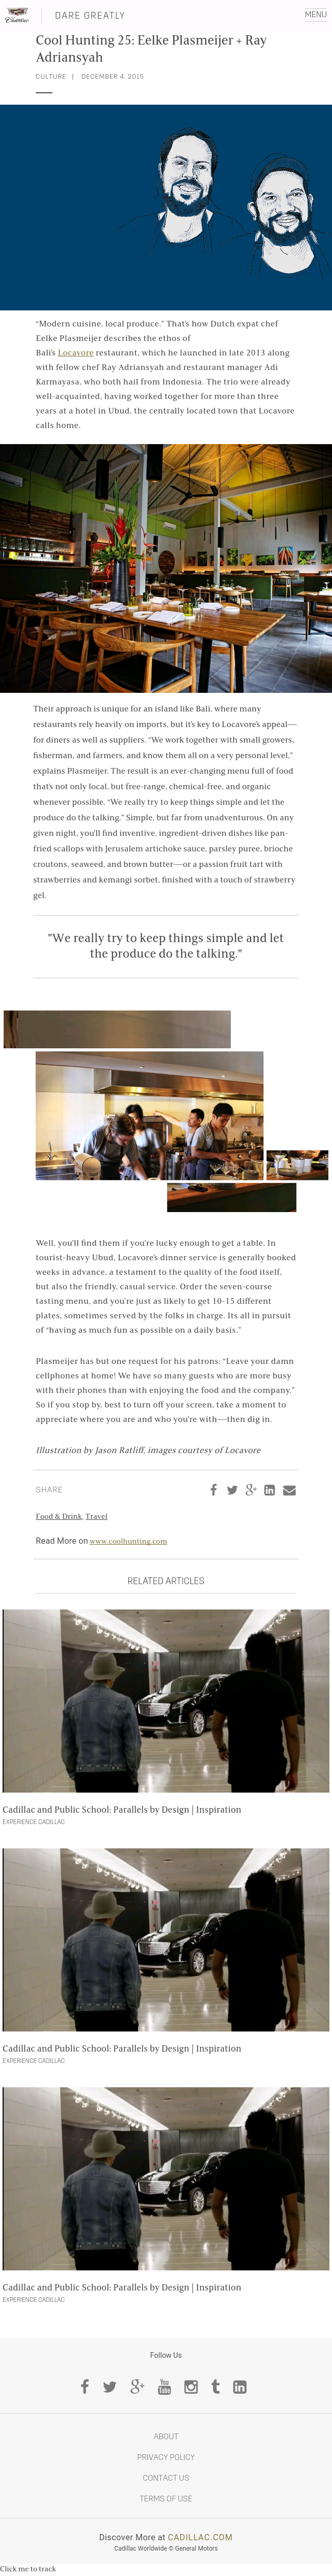 Cadillac
DARE GREATLY
MENU
Cool Hunting 25: Eelke Plasmeijer + Ray
Adriansyah
CULTURE | DECEMBER 4, 2015
“Modern cuisine, local produce.” That’s how Dutch expat chef
Eelke Plasmeijer describes the ethos of
Bali’s Locavore restaurant, which he launched in late 2013 along
with fellow chef Ray Adriansyah and restaurant manager Adi
Karmayasa, who both hail from Indonesia. The trio were already
well-acquainted, having worked together for more than three
years at a hotel in Ubud, the centrally located town that Locavore
calls home.
Their approach is unique for an island like Bali, where many
restaurants rely heavily on imports, but it’s key to Locavore’s appeal—
for diners as well as suppliers. “We work together with small growers,
fisherman, and farmers, and know them all on a very personal level,”
explains Plasmeijer. The result is an ever-changing menu full of food
that’s not only local, but free-range, chemical-free, and organic
whenever possible. “We really try to keep things simple and let the
produce do the talking.” Simple, but far from unadventurous. On any
given night, you’ll find inventive, ingredient-driven dishes like pan-
fried scallops with Jerusalem artichoke sauce, parsley puree, brioche
croutons, seaweed, and brown butter—or a passion fruit tart with
strawberries and kemangi sorbet, finished with a touch of strawberry
gel.
"We really try to keep things simple and let
the produce do the talking."
Well, you’ll find them if you’re lucky enough to get a table. In
tourist-heavy Ubud, Locavore’s dinner service is generally booked
weeks in advance, a testament to the quality of the food itself,
but also the friendly, casual service. Order the seven-course
tasting menu, and you’re just as likely to get 10-15 different
plates, sometimes served by the folks in charge. Its all in pursuit
of “having as much fun as possible on a daily basis.”
Plasmeijer has but one request for his patrons: “Leave your damn
cellphones at home! We have so many guests who are more busy
with their phones than with enjoying the food and the company.”
So if you stop by, best to turn off your screen, take a moment to
appreciate where you are and who you’re with—then dig in.
Illustration by Jason Ratliff, images courtesy of Locavore
SHARE
Food & Drink, Travel
Read More on www.coolhunting.com
RELATED ARTICLES
Cadillac and Public School: Parallels by Design | Inspiration
EXPERIENCE CADILLAC
Cadillac and Public School: Parallels by Design | Inspiration
EXPERIENCE CADILLAC
Cadillac and Public School: Parallels by Design | Inspiration
EXPERIENCE CADILLAC
Follow Us
You Tube
ABOUT
PRIVACY POLICY
CONTACT US
TERMS OF USE
Discover More at CADILLAC.COM
Cadillac Worldwide © General Motors
Click me to track